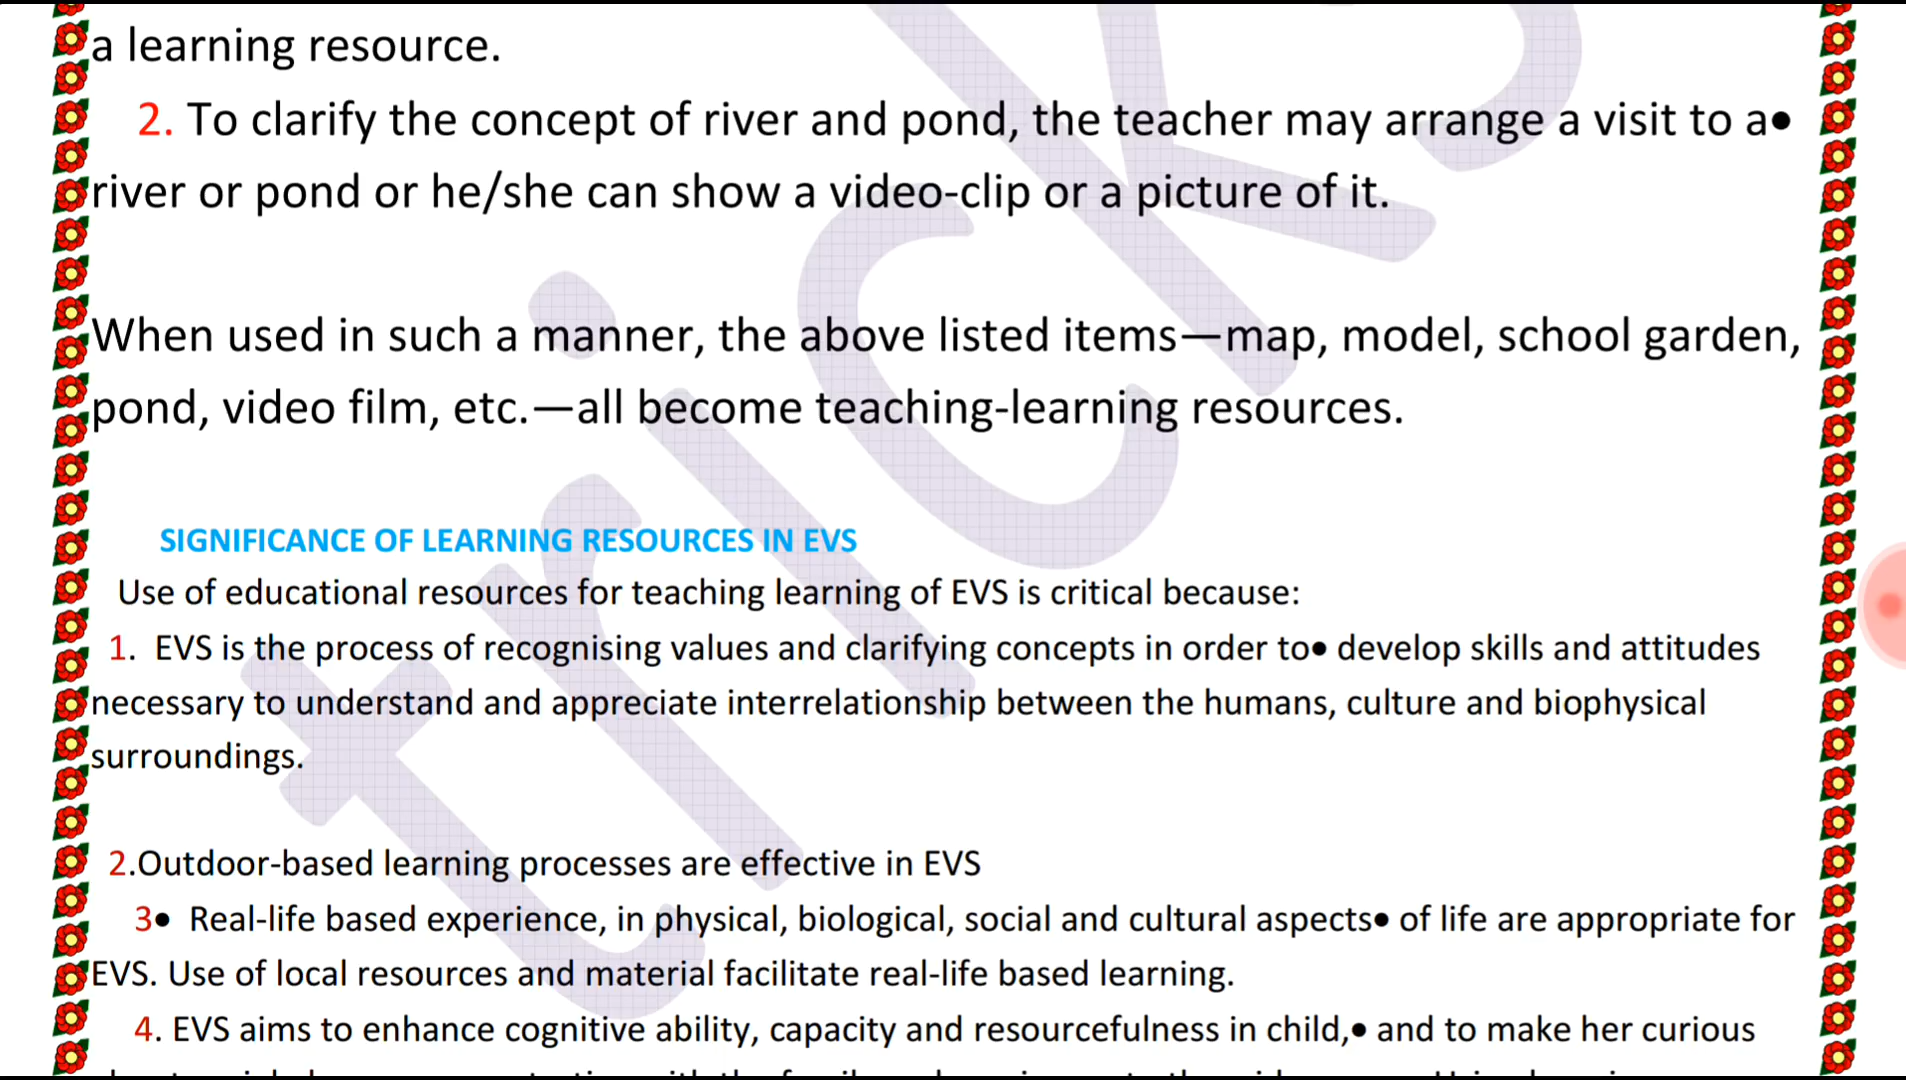 a learning resource.
2. To clarify the concept of river and pond, the teacher may arrange a visit to a•
river or pond or he/she can show a video-clip or a picture of it.
When used in such a manner, the above listed items—map, model, school garden,
pond, video film, etc.—all become teaching-learning resources.
SIGNIFICANCE OF LEARNING RESOURCES IN EVS
Use of educational resources for teaching learning of EVS is critical because:
1. EVS is the process of recognising values and clarifying concepts in order to• develop skills and attitudes
necessary to understand and appreciate interrelationship between the humans, culture and biophysical
surroundings.
2.Outdoor-based learning processes are effective in EVS
3• Real-life based experience, in physical, biological, social and cultural aspects• of life are appropriate for
EVS. Use of local resources and material facilitate real-life based learning.
4. EVS aims to enhance cognitive ability, capacity and resourcefulness in child,• and to make her curious
tricks